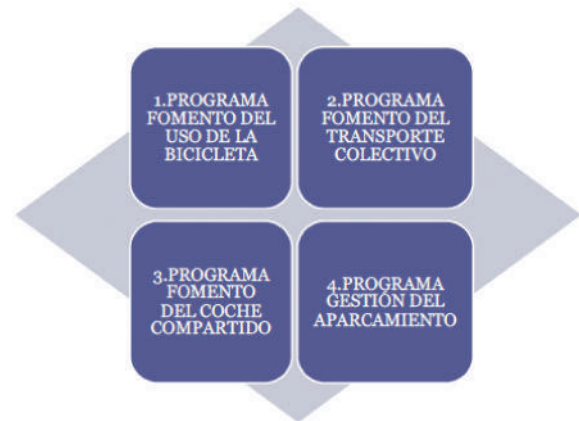 1.PROGRAMA
FOMENTO DEL
USO DE LA
BICICLETA
2.PROGRAMA
FOMENTO DEL
TRANSPORTE
COLECTIVO
3.PROGRAMA
FOMENTO
DEL COCHE
COMPARTIDO
4.PROGRAMA
GESTIÓN DEL
APARCAMIENTO